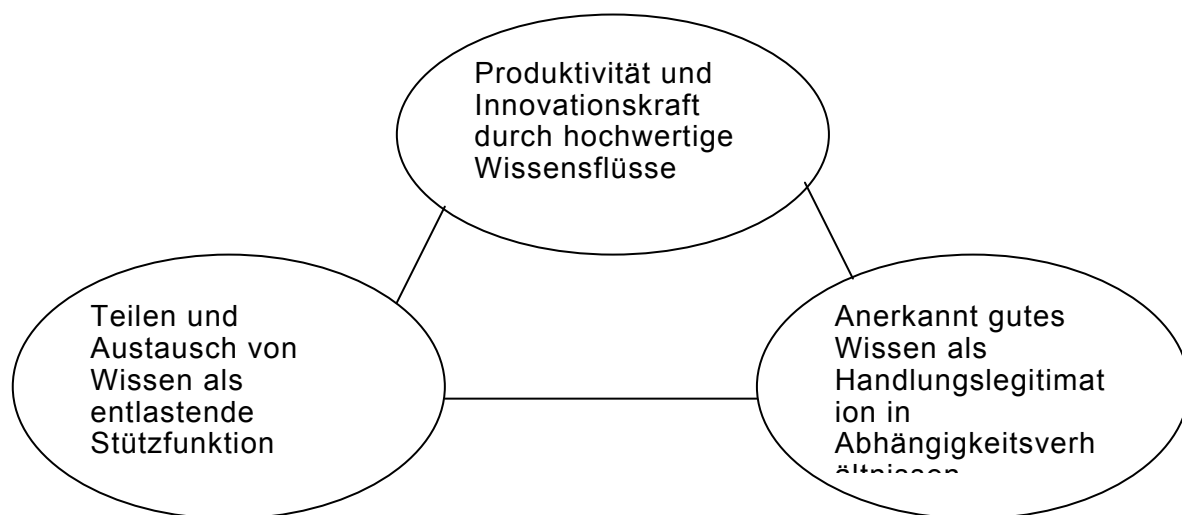 Produktivität und
Innovationskraft
durch hochwertige
Wissensflüsse
Teilen und
Austausch von
Wissen als
entlastende
Stützfunktion
Anerkannt gutes
Wissen als
Handlungslegitimat
ion in
Abhängigkeitsverh
ältnissen